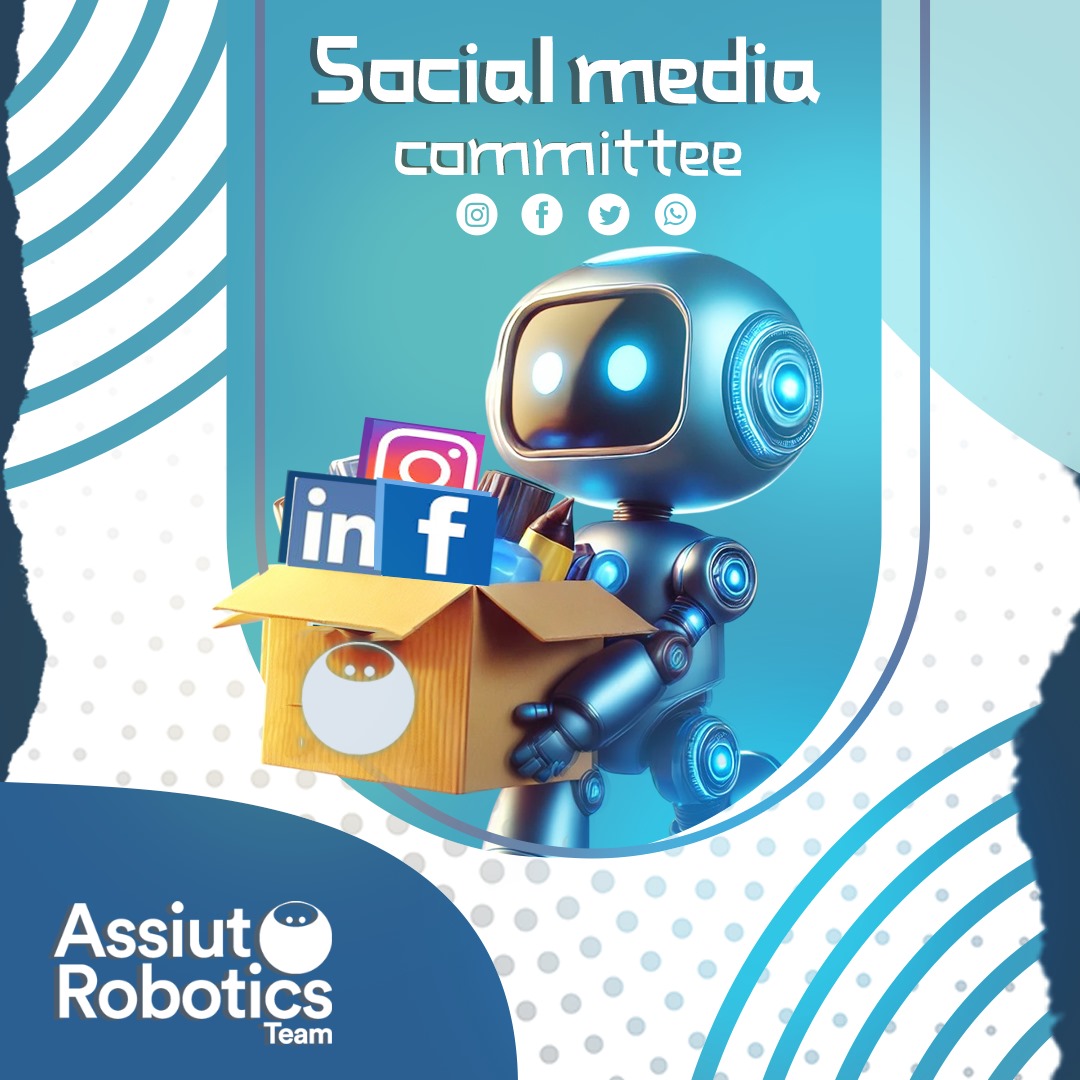 Social media
committee
in f
Assiut
Robotics
Team